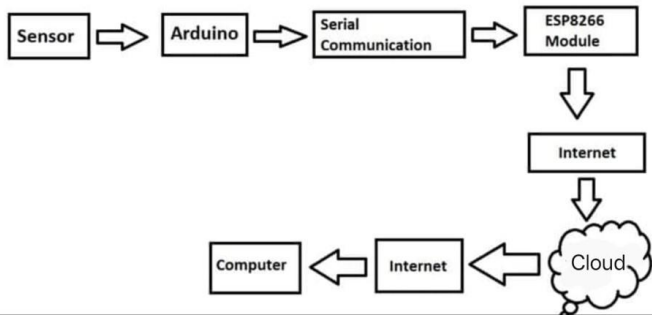 Sensor
Arduino
Serial
Communication
ESP8266
Module
Internet
Cloud
Internet
Computer